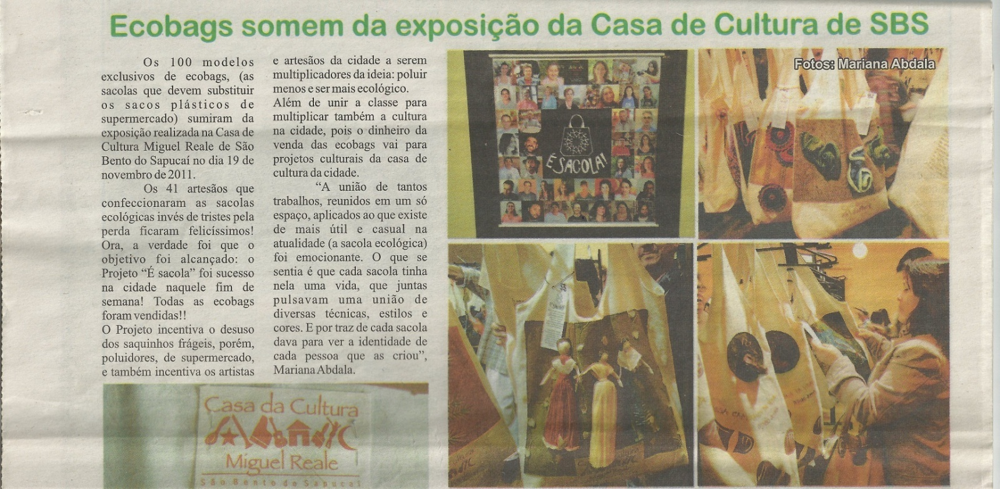 Ecobags somem da exposição da Casa de Cultura de SBS
Os 100 modelos
exclusivos de ecobags, (as
sacolas que devem substituir
os sacos plásticos de
supermercado) sumiram da
exposição realizada na Casa de
Cultura Miguel Reale de São
Bento do Sapucaí no dia 19 de
novembro de 2011.
Os 41 artesãos que
confeccionaram as sacolas
ecológicas invés de tristes pela
perda ficaram felicíssimos!
Ora, a verdade foi que o
objetivo foi alcançado: o
Projeto “É sacola” foi sucesso
na cidade naquele fim de
semana! Todas as ecobags
foram vendidas!!
O Projeto incentiva o desuso
dos saquinhos frágeis, porém,
poluidores, de supermercado,
e também incentiva os artistas
e artesãos da cidade a serem
multiplicadores da ideia: poluir
menos e ser mais ecológico.
Além de unir a classe para
multiplicar também a cultura
na cidade, pois o dinheiro da
venda das ecobags vai para
projetos culturais da casa de
cultura da cidade.
“A união de tantos
trabalhos, reunidos em um só
espaço, aplicados ao que existe
de mais útil e casual na
atualidade (a sacola ecológica)
foi emocionante. O que se
sentia é que cada sacola tinha
nela uma vida, que juntas
pulsavam uma união de
diversas técnicas, estilos e
cores. E por traz de cada sacola
dava para ver a identidade de
cada pessoa que as criou”,
Mariana Abdala.
Fotos: Mariana Abdala
É SACOLA!
Casa da Cultura
Miguel Reale
São Bento do Sapucaí